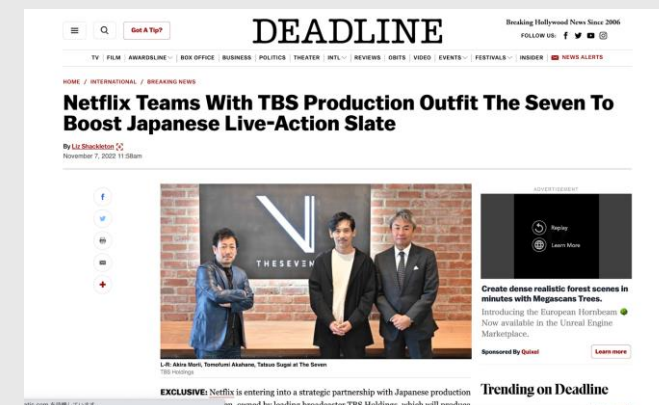 Got A Tip?
DEADLINE
Breaking Hollywood News Since 2006
FOLLOW US:
TV | FILM | AWARDSLINE | BOX OFFICE | BUSINESS | POLITICS | THEATER | INTL | REVIEWS | OBITS | VIDEO | EVENTS | FESTIVALS | INSIDER | NEWS ALERTS
HOME / INTERNATIONAL / BREAKING NEWS
Netflix Teams With TBS Production Outfit The Seven To
Boost Japanese Live-Action Slate
By Liz Shackleton
November 7, 2022 11:58am
THESEVEN
L-R: Akira Morii, Tomofumi Akahane, Tatsuo Sugai at The Seven
TBS Holdings
EXCLUSIVE: Netflix is entering into a strategic partnership with Japanese production
owned by leading broadcaster TBS Holdings, which will produce
ADVERTISEMENT
Replay
Learn More
Create dense realistic forest scenes in
minutes with Megascans Trees.
Introducing the European Hornbeam
Now available in the Unreal Engine
Marketplace.
Sponsored By Quixel
Learn more
Trending on Deadline